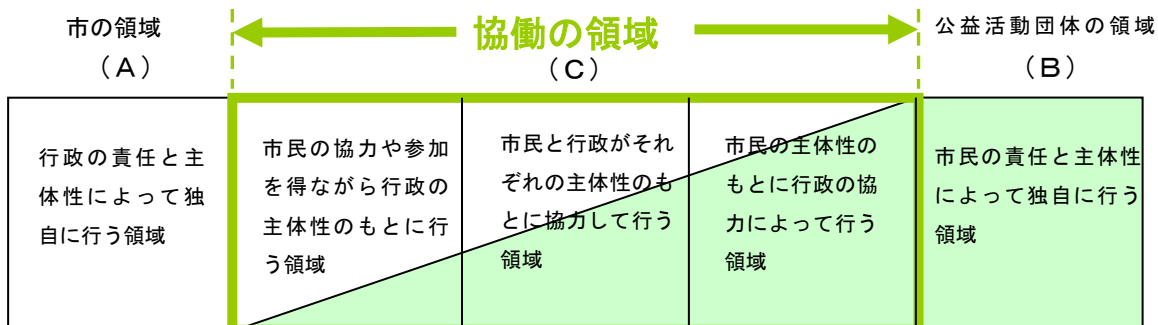 市の領域
(A)
協働の領域
(C)
公益活動団体の領域
(B)
行政の責任と主
体性によって独
自に行う領域
市民の協力や参加
を得ながら行政の
主体性のもとに行
う領域
市民と行政がそれ
ぞれの主体性のも
とに協力して行う
領域
市民の主体性の
もとに行政の協
力によって行う
領域
市民の責任と主体性
によって独自に行う
領域